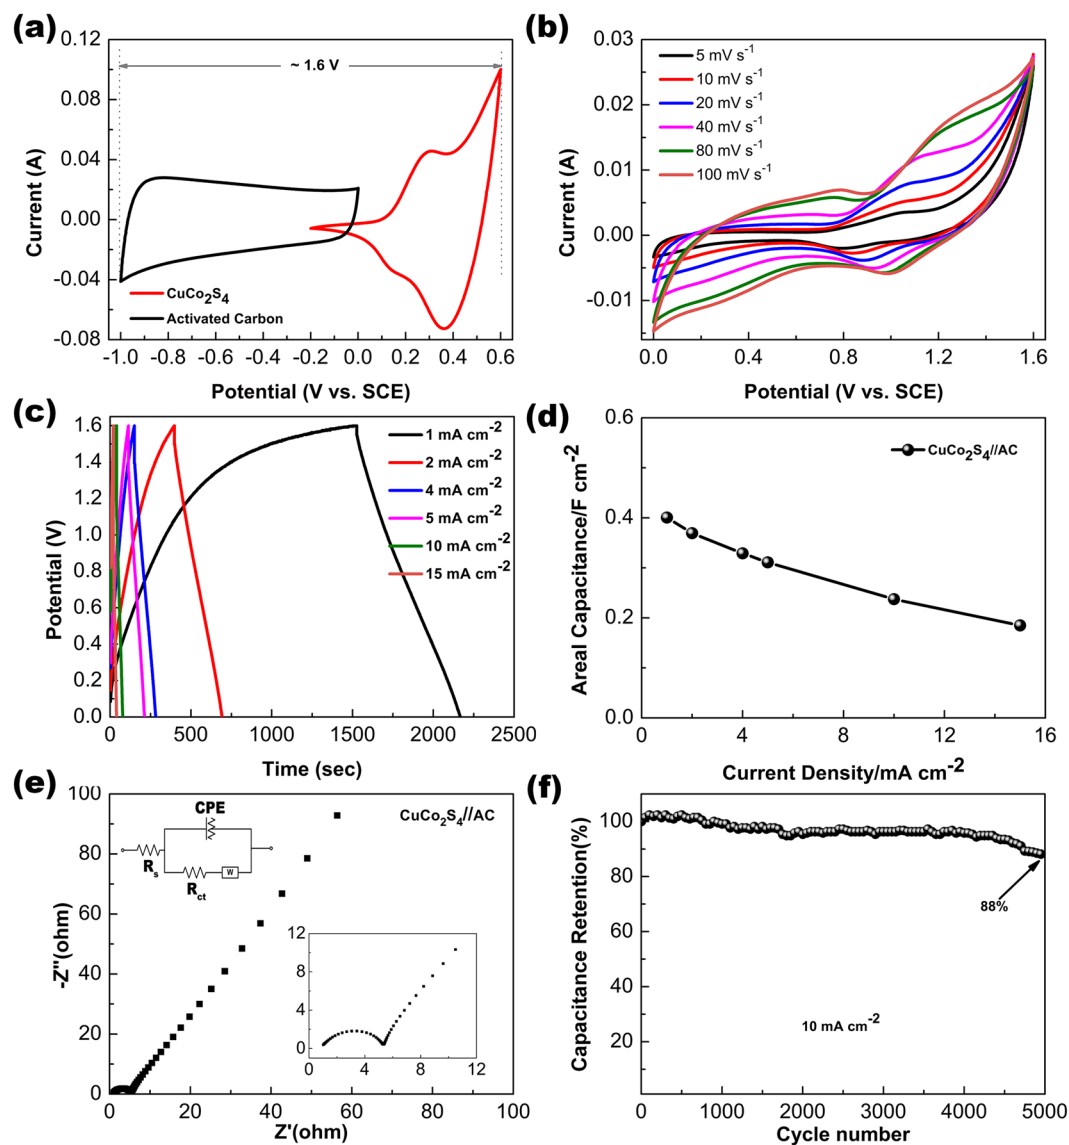 (a)
0.12
0.08
0.04
0.00
-0.04
-0.08
Current (A)
~ 1.6 V
CuCo2S4
Activated Carbon
-1.0 -0.8 -0.6 -0.4 -0.2 0.0 0.2 0.4 0.6
Potential (V vs. SCE)
(b)
0.03
0.02
0.01
0.00
-0.01
Current (A)
5 mV s-1
10 mV s-1
20 mV s-1
40 mV s-1
80 mV s-1
100 mV s-1
0.0 0.4 0.8 1.2 1.6
Potential (V vs. SCE)
(c)
1.6
1.4
1.2
1.0
0.8
0.6
0.4
0.2
0.0
Potential (V)
1 mA cm-2
2 mA cm-2
4 mA cm-2
5 mA cm-2
10 mA cm-2
15 mA cm-2
0 500 1000 1500 2000 2500
Time (sec)
(d)
0.6
0.4
0.2
0.0
Areal Capacitance/F cm-2
CuCo2S4//AC
0 4 8 12 16
Current Density/mA cm-2
(e)
100
80
60
40
20
0
-Z''(ohm)
CPE
Rs
Rct
W
CuCo2S4//AC
12
8
4
0
0 4 8 12
0 20 40 60 80 100
Z'(ohm)
(f)
100
80
60
40
20
Capacitance Retention(%)
88%
10 mA cm-2
0 1000 2000 3000 4000 5000
Cycle number